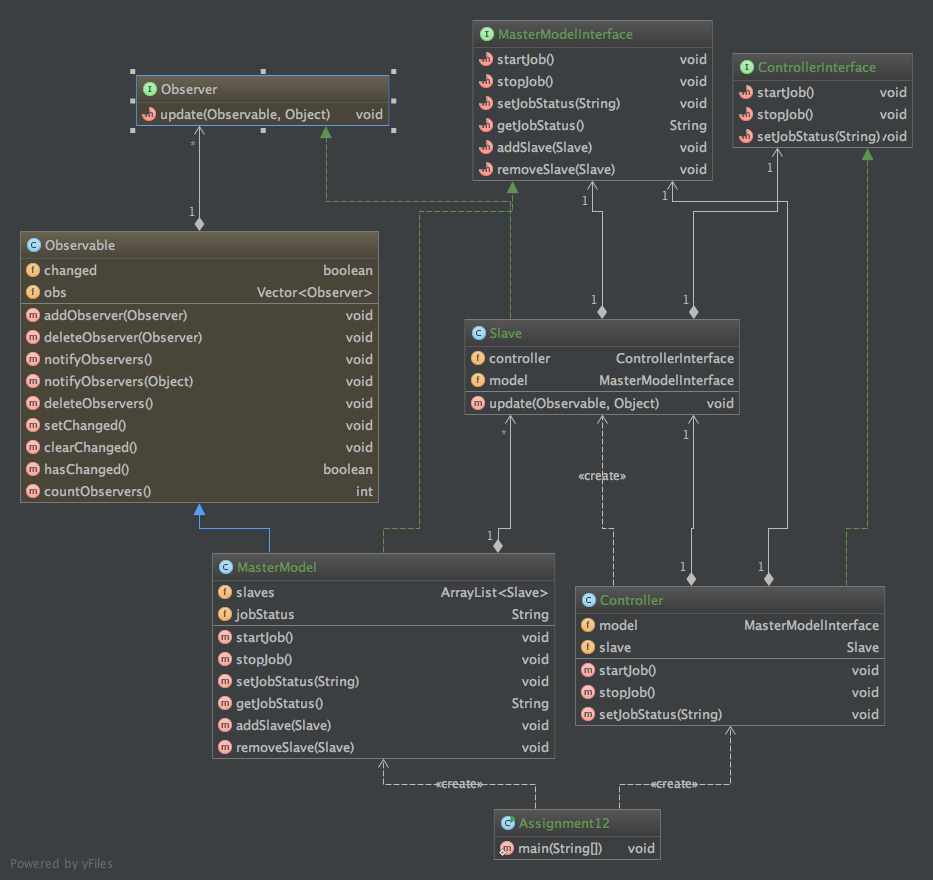 MasterModelInterface
startJob() void
stopJob() void
setJobStatus(String) void
getJobStatus() String
addSlave(Slave) void
removeSlave(Slave) void
ControllerInterface
startJob() void
stopJob() void
setJobStatus(String) void
Observer
update(Observable, Object) void
*
1
1
1
1
Observable
changed boolean
obs Vector<Observer>
addObserver(Observer) void
deleteObserver(Observer) void
notifyObservers() void
notifyObservers(Object) void
deleteObservers() void
setChanged() void
clearChanged() void
hasChanged() boolean
countObservers() int
1
1
Slave
controller ControllerInterface
model MasterModelInterface
update(Observable, Object) void
*
1
«create»
1
1
1
MasterModel
slaves ArrayList<Slave>
jobStatus String
startJob() void
stopJob() void
setJobStatus(String) void
getJobStatus() String
addSlave(Slave) void
removeSlave(Slave) void
Controller
model MasterModelInterface
slave Slave
startJob() void
stopJob() void
setJobStatus(String) void
«create»
«create»
Assignment12
main(String[]) void
Powered by yFiles